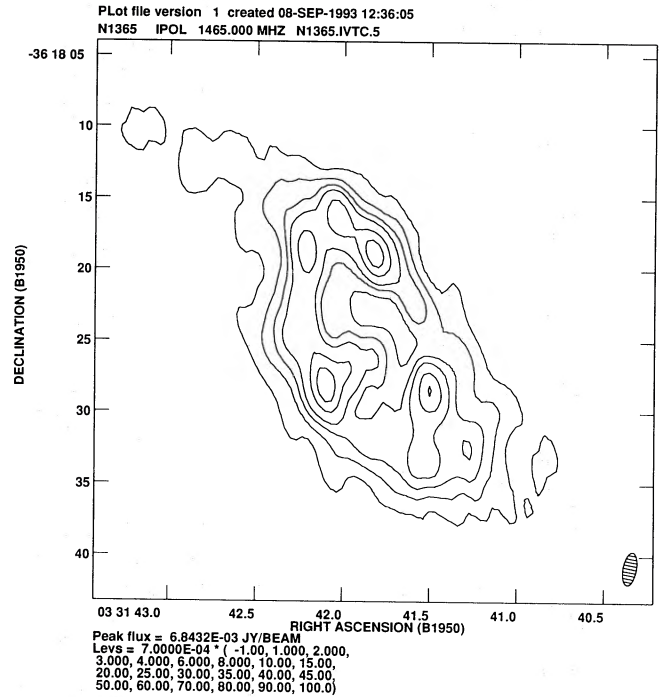 PLot file version 1 created 08-SEP-1993 12:36:05
N1365 IPOL 1465.000 MHZ N1365.IVTC.5
-36 18 05
10
15
20
25
30
35
40
DECLINATION (B1950)
03 31 43.0 42.5 42.0 41.5 41.0 40.5
RIGHT ASCENSION (B1950)
Peak flux = 6.8432E-03 JY/BEAM
Levs = 7.0000E-04 * ( -1.00, 1.000, 2.000,
3.000, 4.000, 6.000, 8.000, 10.00, 15.00,
20.00, 25.00, 30.00, 35.00, 40.00, 45.00,
50.00, 60.00, 70.00, 80.00, 90.00, 100.0)